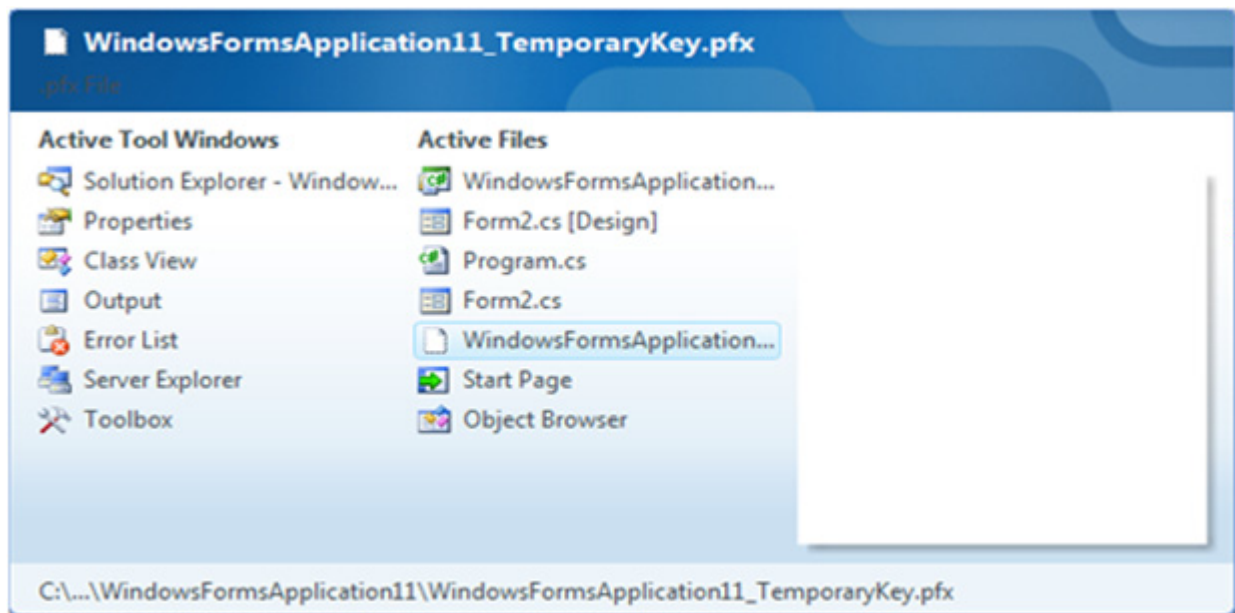 WindowsFormsApplication11_TemporaryKey.pfx
.pfx File
Active Tool Windows
Solution Explorer - Window...
Properties
Class View
Output
Error List
Server Explorer
Toolbox
Active Files
WindowsFormsApplication...
Form2.cs [Design]
Program.cs
Form2.cs
WindowsFormsApplication...
Start Page
Object Browser
C:\...\WindowsFormsApplication11\WindowsFormsApplication11_TemporaryKey.pfx